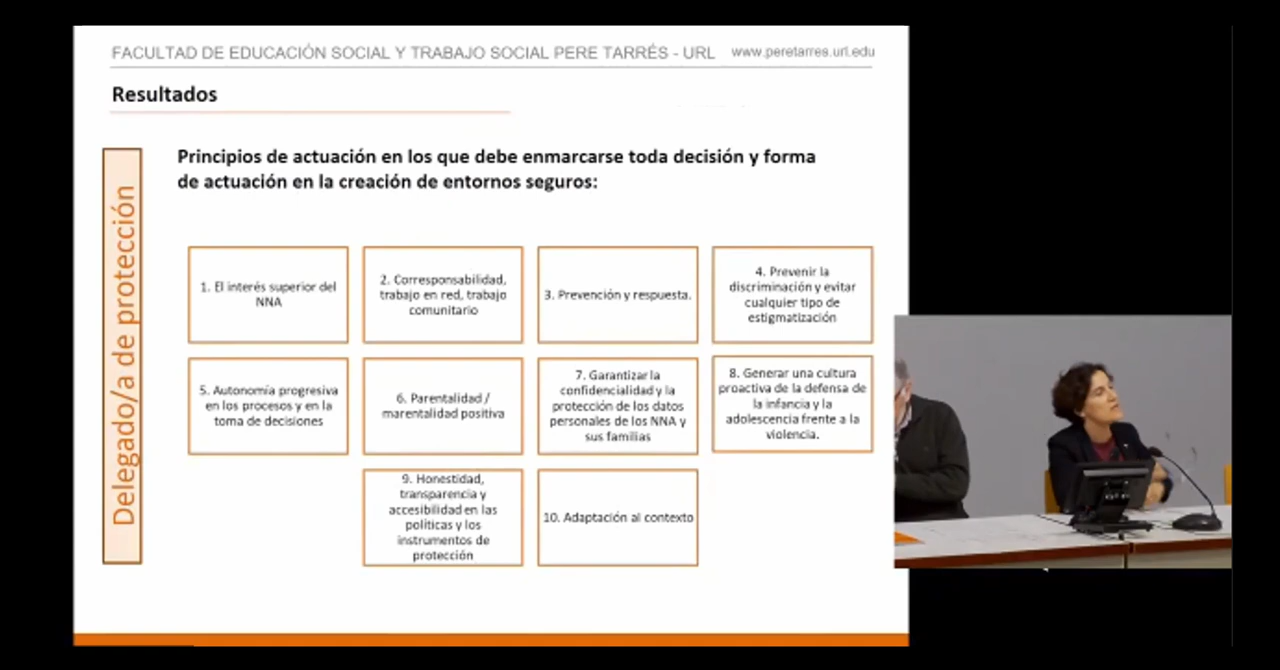 FACULTAD DE EDUCACIÓN SOCIAL Y TRABAJO SOCIAL PERE TARRÉS - URL www.peretarres.url.edu
Resultados
Delegado/a de protección
Principios de actuación en los que debe enmarcarse toda decisión y forma
de actuación en la creación de entornos seguros:
1. El interés superior del
NNA
2. Corresponsabilidad,
trabajo en red, trabajo
comunitario
3. Prevención y respuesta.
4. Prevenir la
discriminación y evitar
cualquier tipo de
estigmatización
5. Autonomía progresiva
en los procesos y en la
toma de decisiones
6. Parentalidad /
marentalidad positiva
7. Garantizar la
confidencialidad y la
protección de los datos
personales de los NNA y
sus familias
8. Generar una cultura
proactiva de la defensa de
la infancia y la
adolescencia frente a la
violencia.
9. Honestidad,
transparencia y
accesibilidad en las
políticas y los
instrumentos de
protección
10. Adaptación al contexto